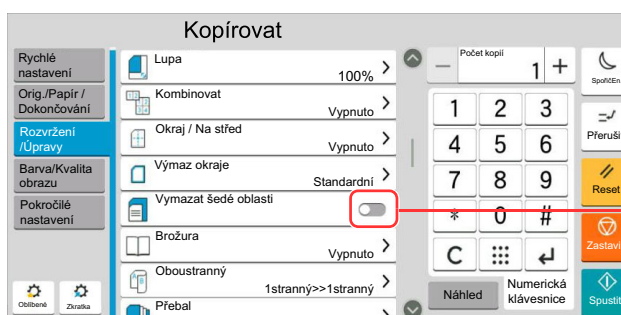 Kopírovat
Rychlé
nastavení
Orig./Papír /
Dokončování
Rozvržení
/Úpravy
Barva/Kvalita
obrazu
Pokročilé
nastavení
Oblíbené
Zkratka
Lupa
100%
Kombinovat
Vypnuto
Okraj / Na střed
Vypnuto
Výmaz okraje
Standardní
Vymazat šedé oblasti
Brožura
Vypnuto
Oboustranný
1stranný>>1stranný
Přebal
Počet kopií
1
1 2 3
4 5 6
7 8 9
* 0 #
C
Náhled
Numerická
klávesnice
SpořičEn
Přeruši
Reset
Zastavi
Spustit